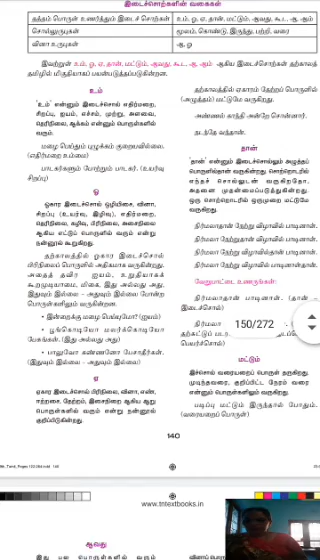 இடைச்சொற்களின் வகைகள்
தத்தம் பொருள் உணர்த்தும் இடைச் சொற்கள் உம், ஓ, ஏ, தான், மட்டும், ஆவது, கூட, ஆ, ஆம்
சொல்லுருபுகள் மூலம், கொண்டு, இருந்து, பற்றி, வரை
வினா உருபுகள் ஆ, ஓ
இவற்றுள் உம், ஓ, ஏ, தான், மட்டும், ஆவது, கூட, ஆ, ஆம் ஆகிய இடைச்சொற்கள் தற்காலத்
தமிழில் மிகுதியாகப் பயன்படுத்தப்படுகின்றன.
உம்
'உம்' என்னும் இடைச்சொல் எதிர்மறை,
சிறப்பு, ஐயம், எச்சம், முற்று, அளவை,
தெரிநிலை, ஆக்கம் என்னும் பொருள்களில்
வரும்.
மழை பெய்தும் புழுக்கம் குறையவில்லை.
(எதிர்மறை உம்மை)
பாடகர்களும் போற்றும் பாடகர். (உயர்வு
சிறப்பு)
ஓ
ஓகார இடைச்சொல் ஒழியிசை, வினா,
சிறப்பு (உயர்வு, இழிவு), எதிர்மறை,
தெரிநிலை, கழிவு, பிரிநிலை, அசைநிலை
ஆகிய எட்டுப் பொருளில் வரும் என்று
நன்னூல் கூறுகிறது.
தற்காலத்தில் ஓகார இடைச்சொல்
பிரிநிலைப் பொருளில் அதிகமாக வருகின்றது.
அதைத் தவிர ஐயம், உறுதியாகக்
கூறமுடியாமை, மிகை, இது அல்லது அது,
இதுவும் இல்லை - அதுவும் இல்லை போன்ற
பொருள்களிலும் வருகின்றன.
• இன்றைக்கு மழை பெய்யுமோ? (ஐயம்)
• பூங்கொடியோ மலர்க்கொடியோ
பேசுங்கள். (இது அல்லது அது)
• பாலுவோ கண்ணனோ பேசாதீர்கள்.
(இதுவும் இல்லை - அதுவும் இல்லை)
ஏ
ஏகார இடைச்சொல் பிரிநிலை, வினா, எண்,
ஈற்றசை, தேற்றம், இசைநிறை ஆகிய ஆறு
பொருள்களில் வரும் என்று நன்னூல்
குறிப்பிடுகின்றது.
தற்காலத்தில் ஏகாரம் தேற்றப் பொருளில்
(அழுத்தம்) மட்டுமே வருகிறது.
அண்ணல் காந்தி அன்றே சொன்னார்.
நடந்தே வந்தான்.
தான்
'தான்' என்னும் இடைச்சொல்லும் அழுத்தப்
பொருளில்தான் வருகிறது. சொற்றொடரில்
எந்தச் சொல்லுடன் வருகிறதோ,
அதனை முதன்மைப்படுத்துகின்றது.
ஒரு சொற்றொடரில் ஒருமுறை மட்டுமே
வருகிறது.
நிர்மலாதான் நேற்று விழாவில் பாடினாள்.
நிர்மலா நேற்றுதான் விழாவில் பாடினாள்.
நிர்மலா நேற்று விழாவில்தான் பாடினாள்.
நிர்மலா நேற்று விழாவில் பாடினாள்தான்.
வேறுபாட்டை உணருங்கள்:
நிர்மலாதான் பாடினாள். (தான் –
இடைச்சொல்)
நிர்மலா
150/272
பெயர்ச்சொல்)
மட்டும்
இச்சொல் வரையறைப் பொருள் தருகிறது.
முடிந்தவரை, குறிப்பிட்ட நேரம் வரை
என்னும் பொருள்களிலும் வருகிறது.
படிப்பு மட்டும் இருந்தால் போதும்.
(வரையறைப் பொருள்)
140
www.tntextbooks.in
ஆவது
இது பல பொருள்களில் வரும்